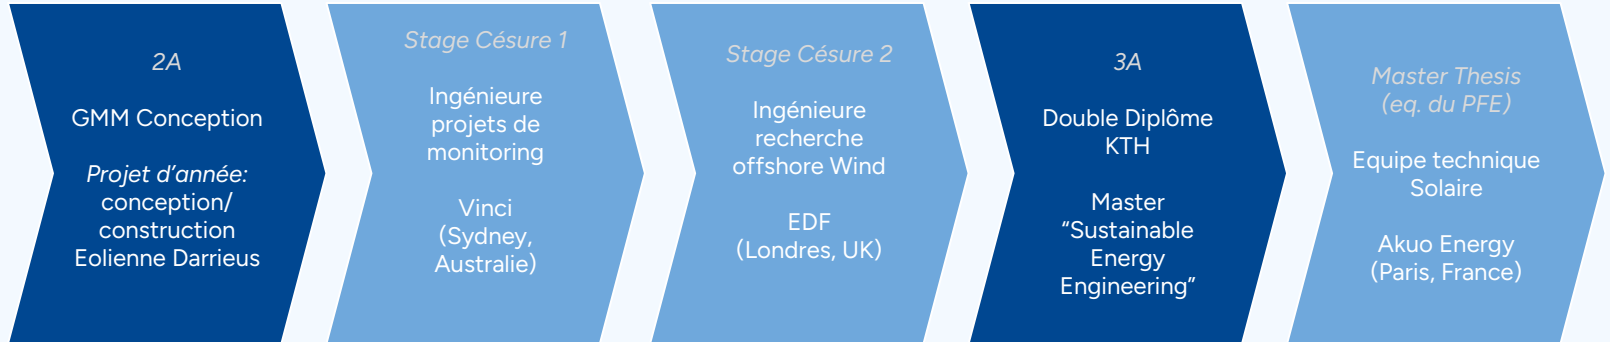 2A
GMM Conception
Projet d’année:
conception/
construction
Eolienne Darrieus
Stage Césure 1
Ingénieure
projets de
monitoring
Vinci
(Sydney,
Australie)
Stage Césure 2
Ingénieure
recherche
offshore Wind
EDF
(Londres, UK)
3A
Double Diplôme
KTH
Master
“Sustainable
Energy
Engineering”
Master Thesis
(eq. du PFE)
Equipe technique
Solaire
Akuo Energy
(Paris, France)